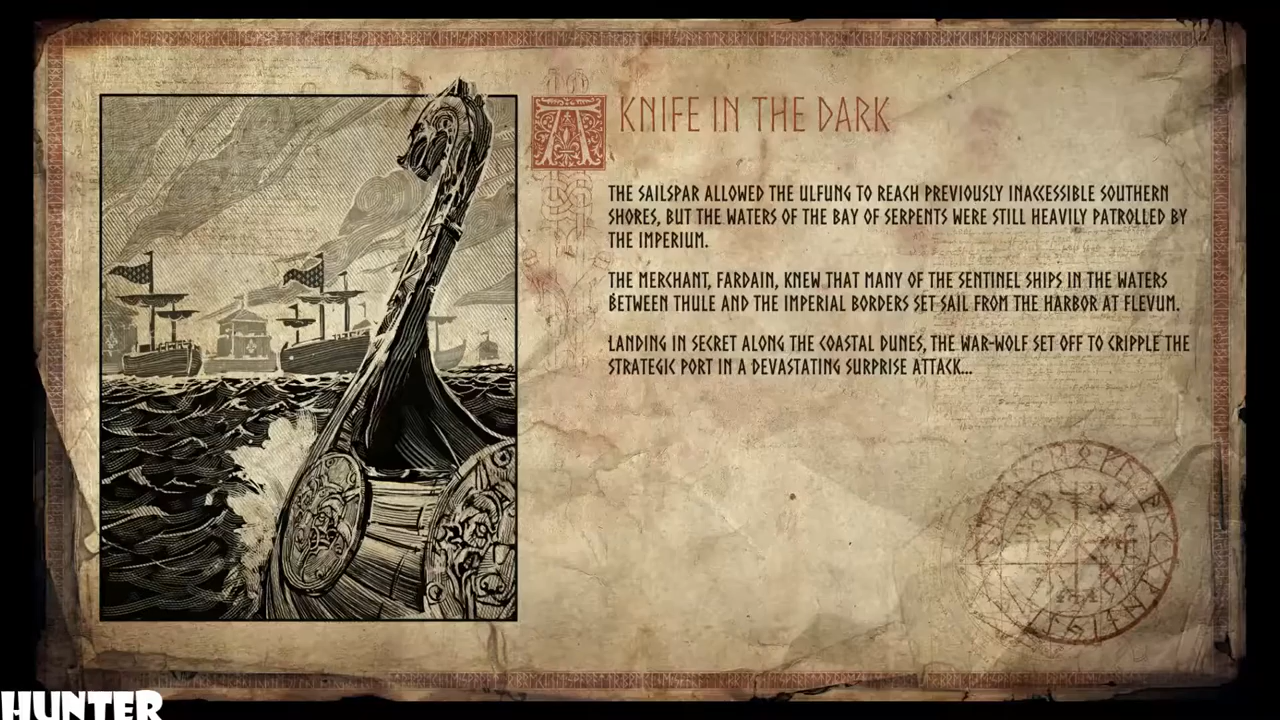 A KNIFE IN THE DARK
THE SAILSPAR ALLOWED THE ULFUNG TO REACH PREVIOUSLY INACCESSIBLE SOUTHERN
SHORES, BUT THE WATERS OF THE BAY OF SERPENTS WERE STILL HEAVILY PATROLLED BY
THE IMPERIUM.
THE MERCHANT, FARDAIN, KNEW THAT MANY OF THE SENTINEL SHIPS IN THE WATERS
BETWEEN THULE AND THE IMPERIAL BORDERS SET SAIL FROM THE HARBOR AT FLEVUM.
LANDING IN SECRET ALONG THE COASTAL DUNES, THE WAR-WOLF SET OFF TO CRIPPLE THE
STRATEGIC PORT IN A DEVASTATING SURPRISE ATTACK...
HUNTER